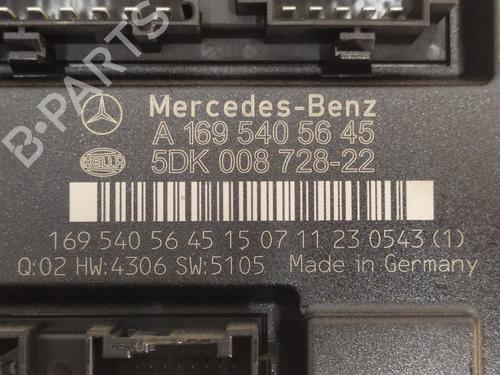 B-PARTS
Mercedes-Benz
A 169 540 56 45
HELLA
5DK 008 728-22
169 540 56 45 15 07 11 23 0543 (1)
Q:02 HW:4306 SW:5105 Made in Germany